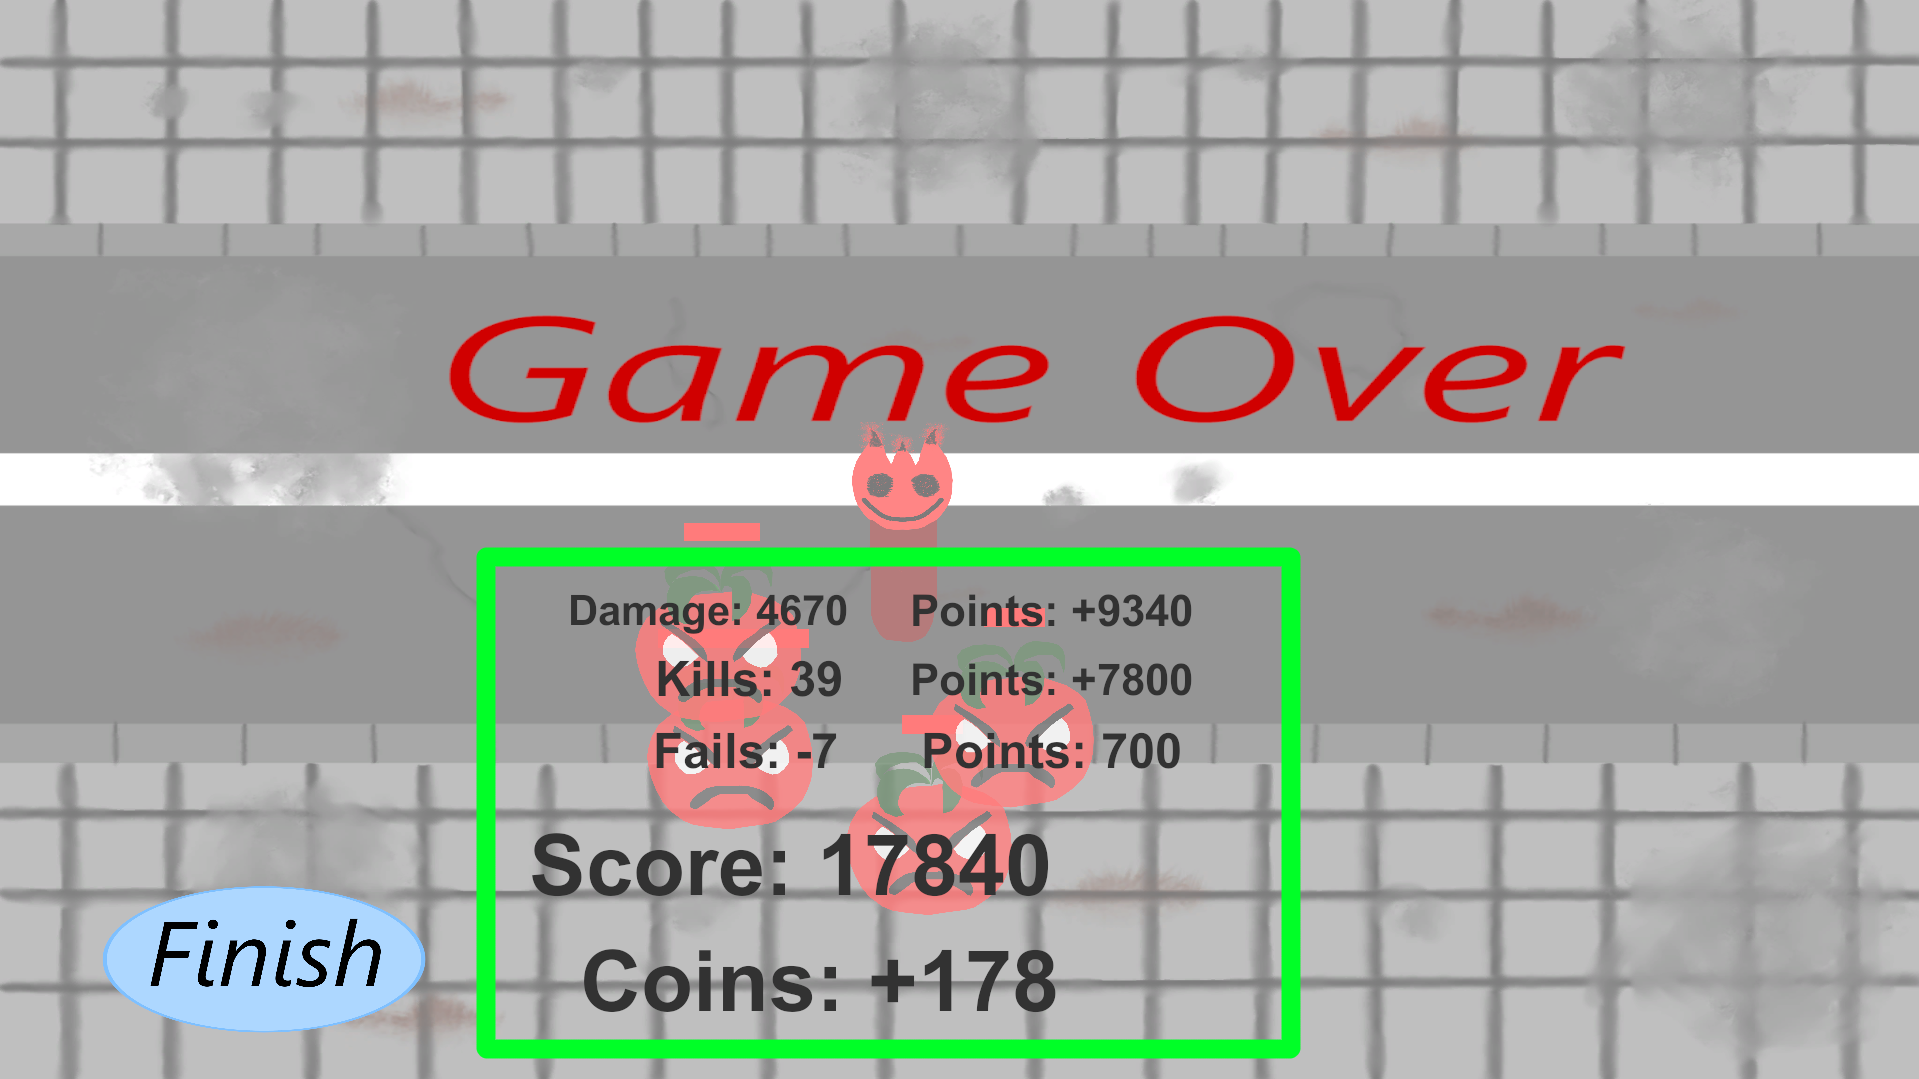 Game Over
Damage: 4670 Points: +9340
Kills: 39 Points: +7800
Fails: -7 Points: 700
Score: 17840
Coins: +178
Finish